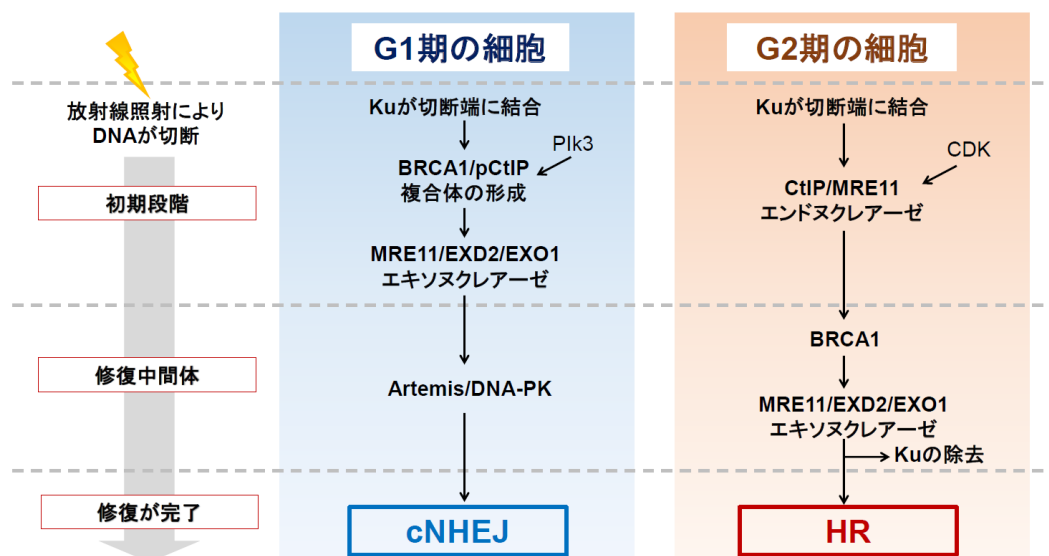 G1期の細胞
G2期の細胞
放射線照射により
DNAが切断
初期段階
修復中間体
修復が完了
Kuが切断端に結合
Plk3
BRCA1/pCtIP
複合体の形成
MRE11/EXD2/EXO1
エキソヌクレアーゼ
Artemis/DNA-PK
cNHEJ
Kuが切断端に結合
CDK
CtIP/MRE11
エンドヌクレアーゼ
BRCA1
MRE11/EXD2/EXO1
エキソヌクレアーゼ
Kuの除去
HR